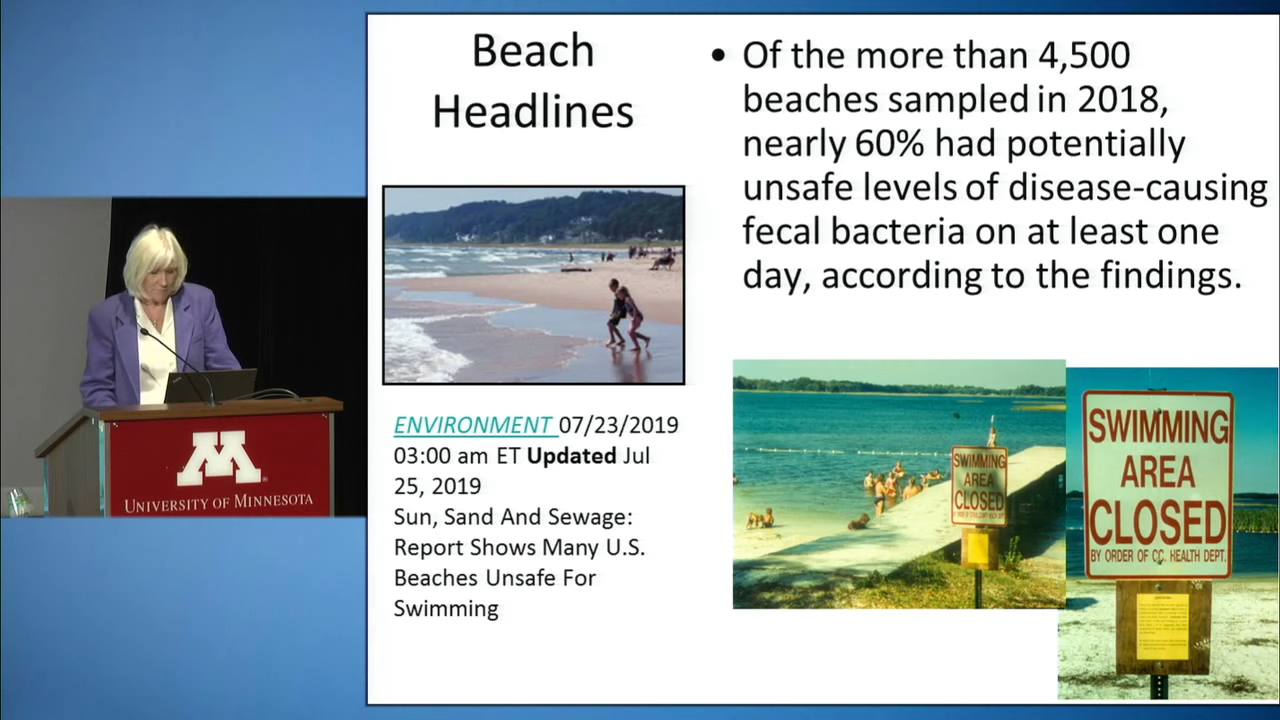 Beach
Headlines
ENVIRONMENT 07/23/2019
03:00 am ET Updated Jul
25, 2019
Sun, Sand And Sewage:
Report Shows Many U.S.
Beaches Unsafe For
Swimming
• Of the more than 4,500
beaches sampled in 2018,
nearly 60% had potentially
unsafe levels of disease-causing
fecal bacteria on at least one
day, according to the findings.
SWIMMING
AREA
CLOSED
SWIMMING
AREA
CLOSED
BY ORDER OF CC. HEALTH DEPT.
M
UNIVERSITY OF MINNESOTA